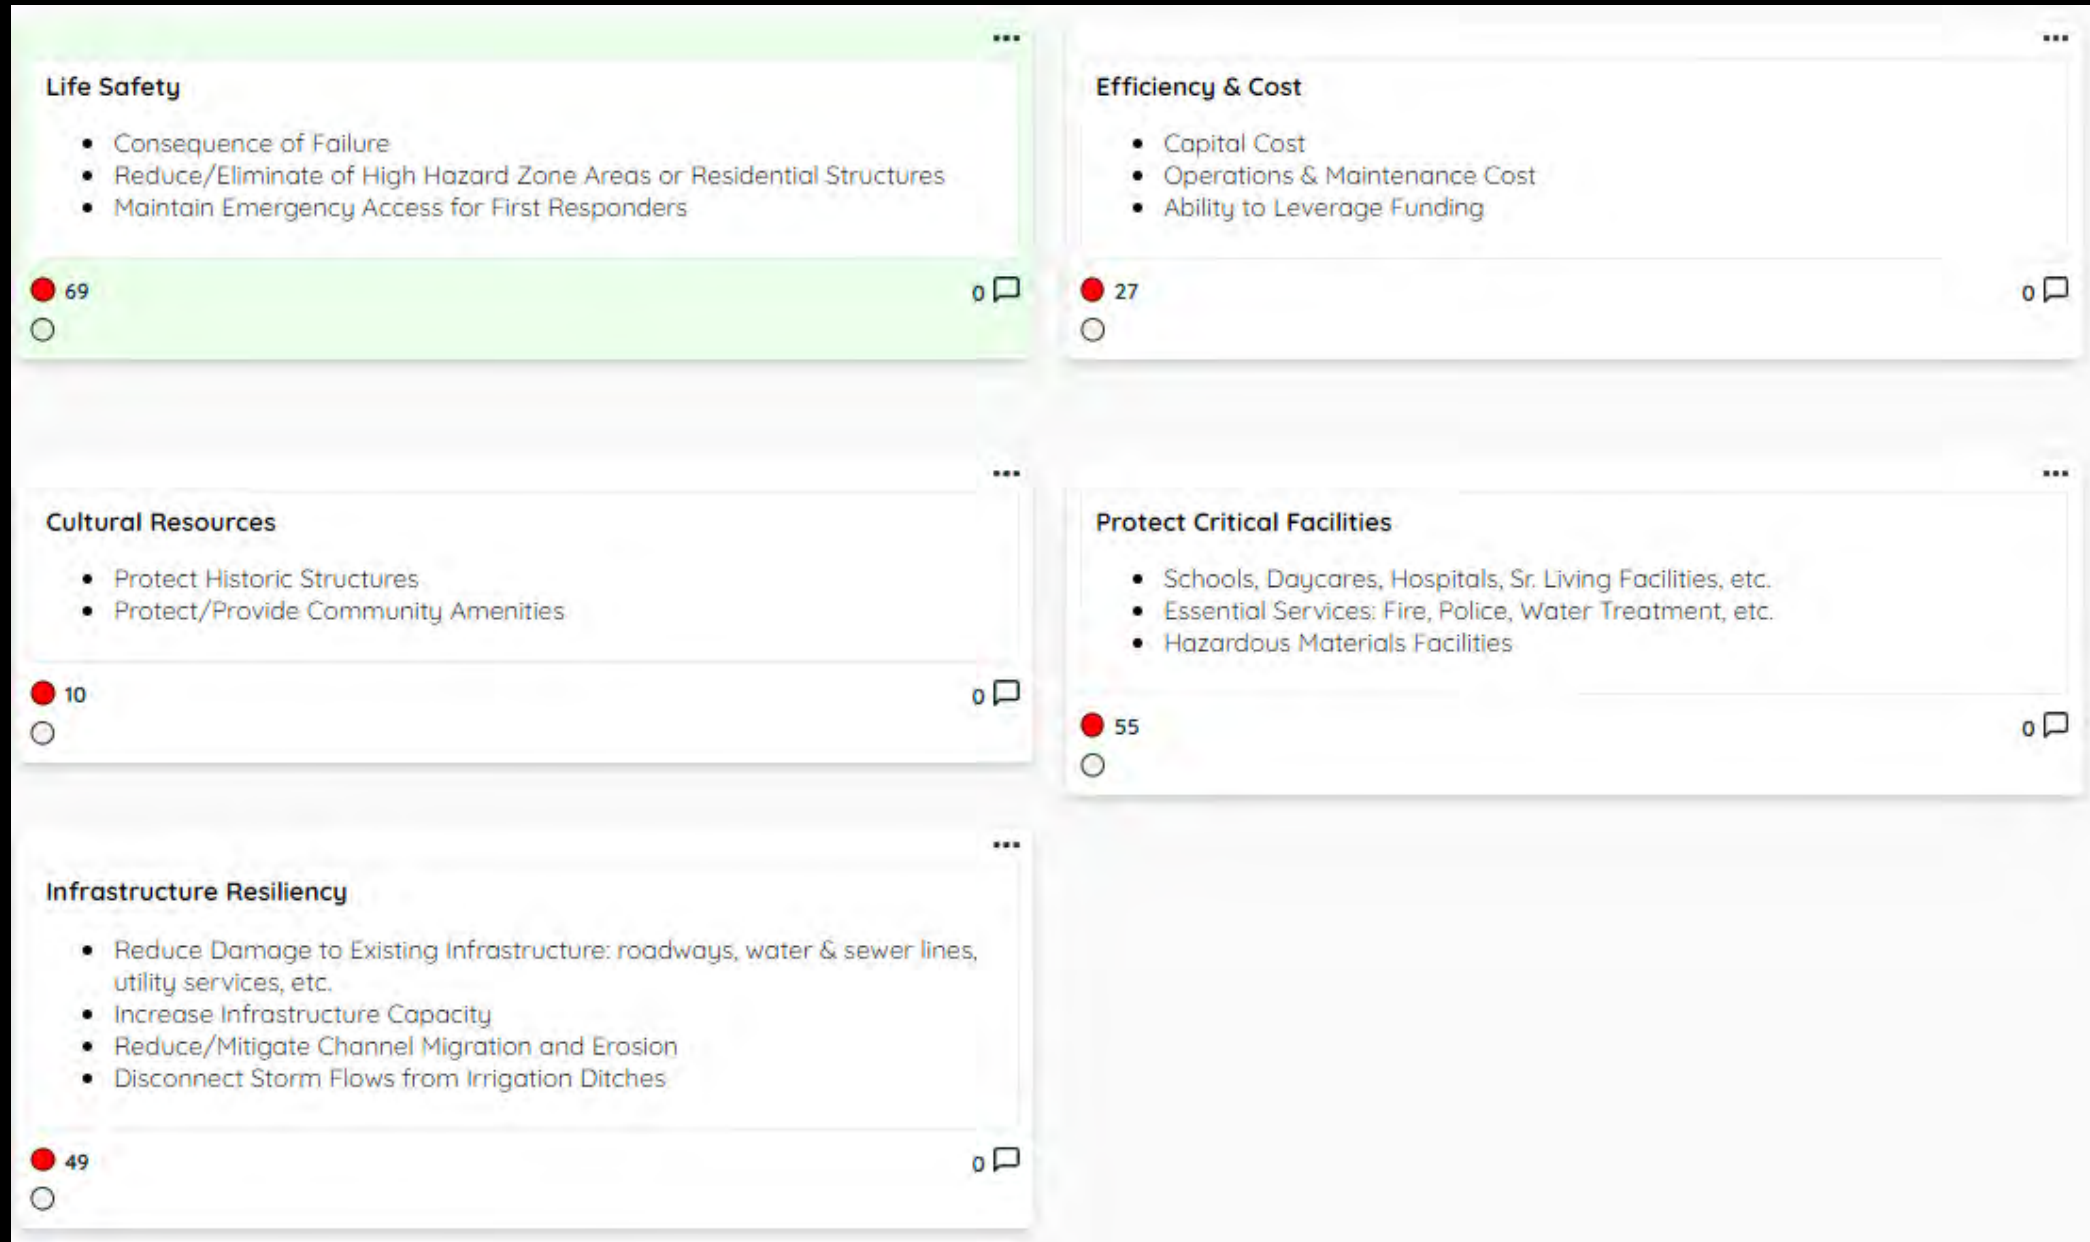 Life Safety
Consequence of Failure
Reduce/Eliminate of High Hazard Zone Areas or Residential Structures
Maintain Emergency Access for First Responders
69
0
Efficiency & Cost
Capital Cost
Operations & Maintenance Cost
Ability to Leverage Funding
27
0
Cultural Resources
Protect Historic Structures
Protect/Provide Community Amenities
10
0
Protect Critical Facilities
Schools, Daycares, Hospitals, Sr. Living Facilities, etc.
Essential Services: Fire, Police, Water Treatment, etc.
Hazardous Materials Facilities
55
0
Infrastructure Resiliency
Reduce Damage to Existing Infrastructure: roadways, water & sewer lines,
utility services, etc.
Increase Infrastructure Capacity
Reduce/Mitigate Channel Migration and Erosion
Disconnect Storm Flows from Irrigation Ditches
49
0